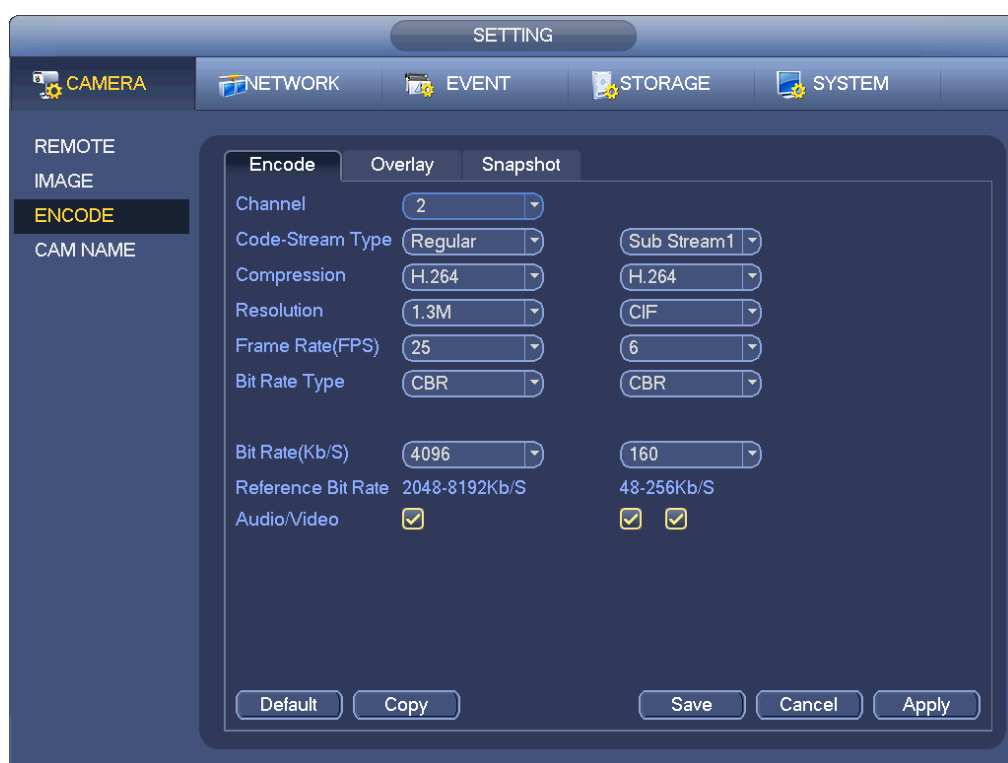 SETTING
CAMERA NETWORK EVENT STORAGE SYSTEM
REMOTE
IMAGE
ENCODE
CAM NAME
Encode Overlay Snapshot
Channel 2
Code-Stream Type Regular Sub Stream1
Compression H.264 H.264
Resolution 1.3M CIF
Frame Rate(FPS) 25 6
Bit Rate Type CBR CBR
Bit Rate(Kb/S) 4096 160
Reference Bit Rate 2048-8192Kb/S 48-256Kb/S
Audio/Video
Default Copy Save Cancel Apply